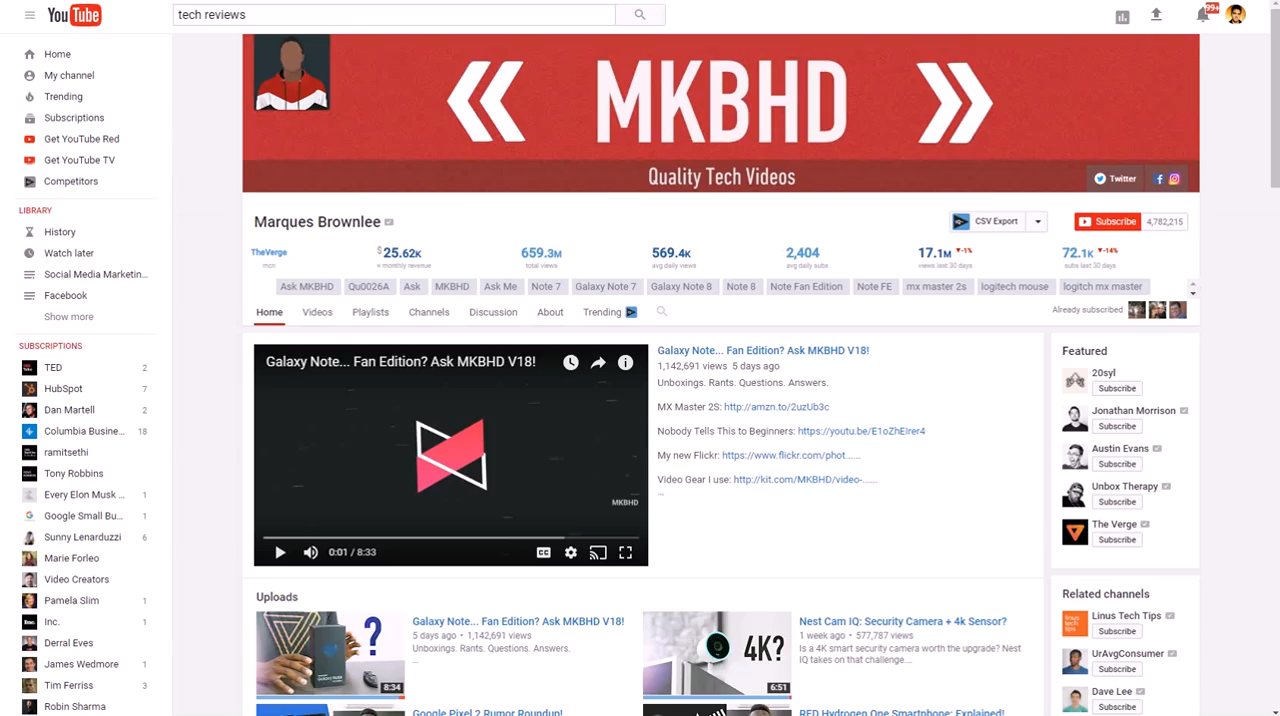 YouTube
tech reviews
99+
Home
My channel
Trending
Subscriptions
Get YouTube Red
Get YouTube TV
Competitors
LIBRARY
History
Watch later
Social Media Marketin...
Facebook
Show more
SUBSCRIPTIONS
TED 2
HubSpot 7
Dan Martell 2
Columbia Busine... 18
ramitsethi
Tony Robbins
Every Elon Musk ... 1
Google Small Bu... 1
Sunny Lenarduzzi 6
Marie Forleo
Video Creators
Pamela Slim 1
Inc. 1
Derral Eves
James Wedmore 1
Tim Ferriss 3
Robin Sharma
« MKBHD »
Quality Tech Videos
Twitter
Marques Brownlee
CSV Export
Subscribe 4,782,215
TheVerge $25.62K 659.3M 569.4K 2,404 17.1M -1% 72.1K -14%
mcn ≈ monthly revenue total views avg daily views avg daily subs views last 30 days subs last 30 days
Ask MKBHD Qu0026A Ask MKBHD Ask Me Note 7 Galaxy Note 7 Galaxy Note 8 Note 8 Note Fan Edition Note FE mx master 2s logitech mouse logitch mx master
Home Videos Playlists Channels Discussion About Trending
Already subscribed
Galaxy Note... Fan Edition? Ask MKBHD V18!
MKBHD
0:01 / 8:33
CC
Galaxy Note... Fan Edition? Ask MKBHD V18!
1,142,691 views 5 days ago
Unboxings. Rants. Questions. Answers.
MX Master 2S: http://amzn.to/2uzUb3c
Nobody Tells This to Beginners: https://youtu.be/E1oZhEIrer4
My new Flickr: https://www.flickr.com/phot......
Video Gear I use: http://kit.com/MKBHD/video-......
...
Featured
20syl
Subscribe
Jonathan Morrison
Subscribe
Austin Evans
Subscribe
Unbox Therapy
Subscribe
The Verge
Subscribe
Related channels
Linus Tech Tips
Subscribe
UrAvgConsumer
Subscribe
Dave Lee
Subscribe
Uploads
?
8:34
Galaxy Note... Fan Edition? Ask MKBHD V18!
5 days ago • 1,142,691 views
Unboxings. Rants. Questions. Answers.
...
4K?
6:51
Nest Cam IQ: Security Camera + 4k Sensor?
1 week ago • 577,787 views
Is a 4K smart security camera worth the upgrade? Nest
IQ takes on that challenge....
Google Pixel 2 Rumor Roundup!
RED Hydrogen One Smartphone: Explained!